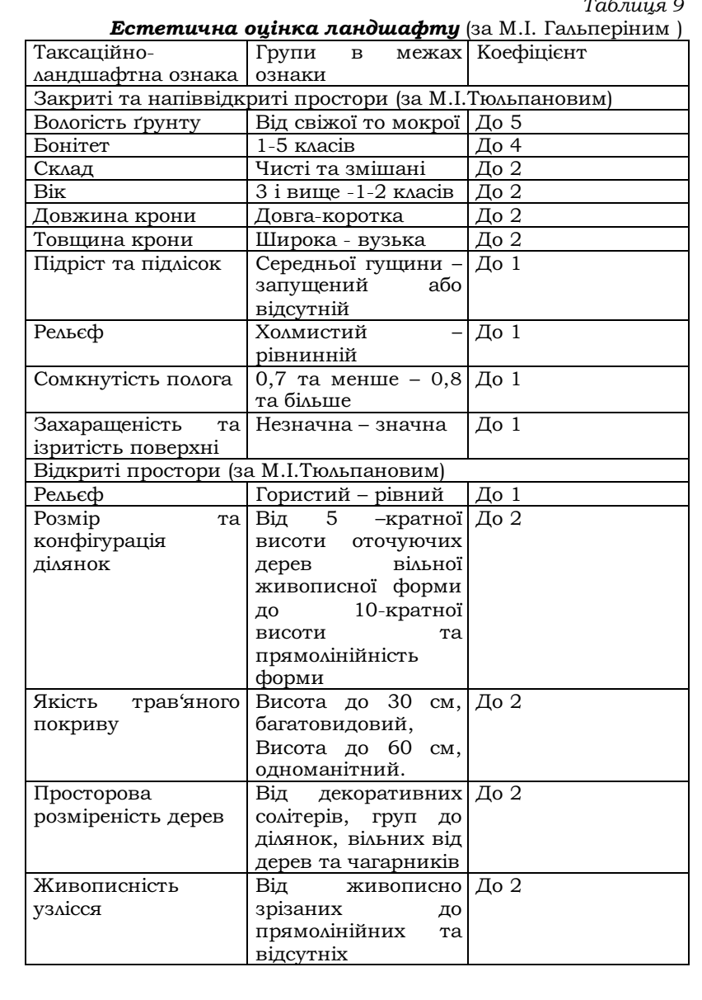 Таблиця 9
Естетична оцінка ландшафту (за М.І. Гальперіним )
Таксаційно-
ландшафтна ознака
Групи в межах
ознаки
Коефіцієнт
Закриті та напіввідкриті простори (за М.І.Тюльпановим)
Вологість ґрунту
Від свіжої то мокрої
До 5
Бонітет
1-5 класів
До 4
Склад
Чисті та змішані
До 2
Вік
3 і вище -1-2 класів
До 2
Довжина крони
Довга-коротка
До 2
Товщина крони
Широка - вузька
До 2
Підріст та підлісок
Середньої гущини –
запущений або
відсутній
До 1
Рельєф
Холмистий –
рівнинній
До 1
Сомкнутість полога
0,7 та менше – 0,8
та більше
До 1
Захаращеність та
ізритість поверхні
Незначна – значна
До 1
Відкриті простори (за М.І.Тюльпановим)
Рельєф
Гористий – рівний
До 1
Розмір та
конфігурація
ділянок
Від 5 –кратної
висоти оточуючих
дерев вільної
живописної форми
до 10-кратної
висоти та
прямолінійність
форми
До 2
Якість трав‘яного
покриву
Висота до 30 см,
багатовидовий,
Висота до 60 см,
одноманітний.
До 2
Просторова
розміреність дерев
Від декоративних
солітерів, груп до
ділянок, вільних від
дерев та чагарників
До 2
Живописність
узлісся
Від живописно
зрізаних до
прямолінійних та
відсутніх
До 2